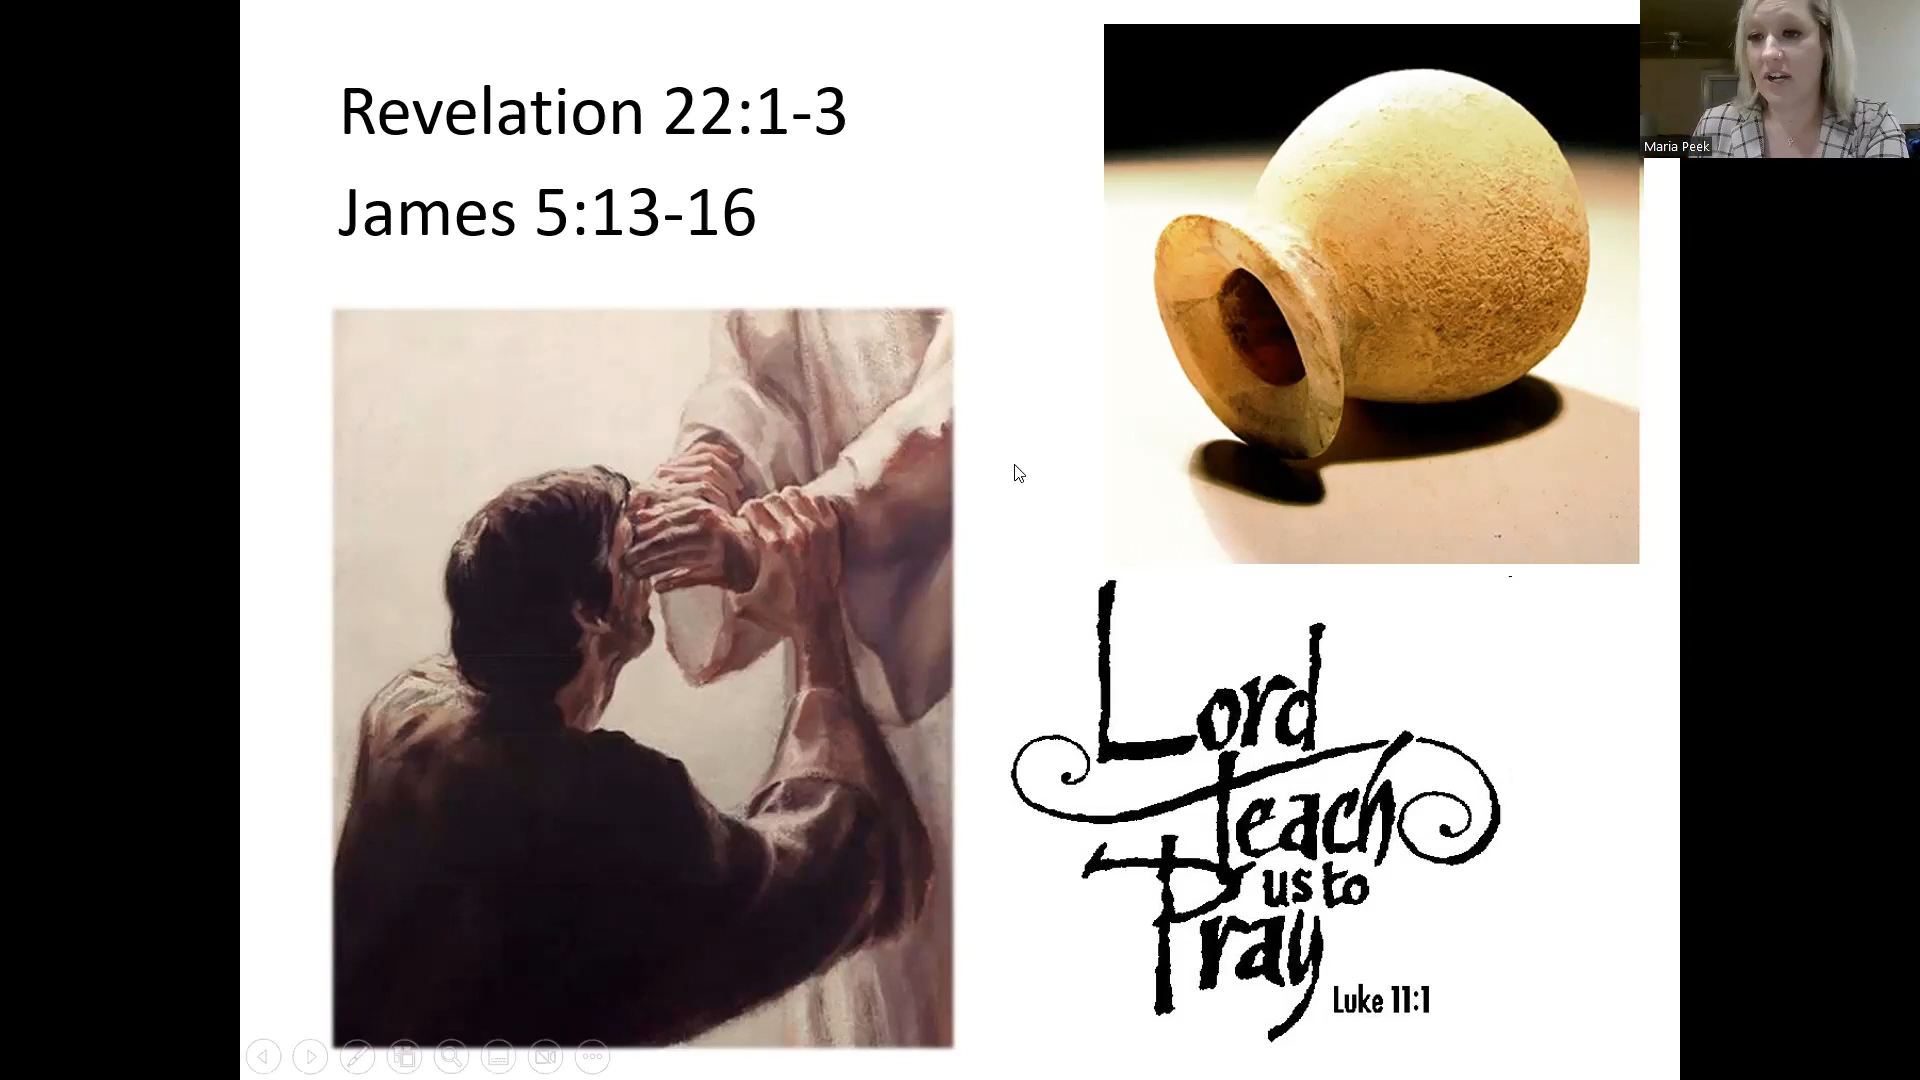 Revelation 22:1-3
James 5:13-16
Maria Peek
Lord
Teach
us to
Pray
Luke 11:1